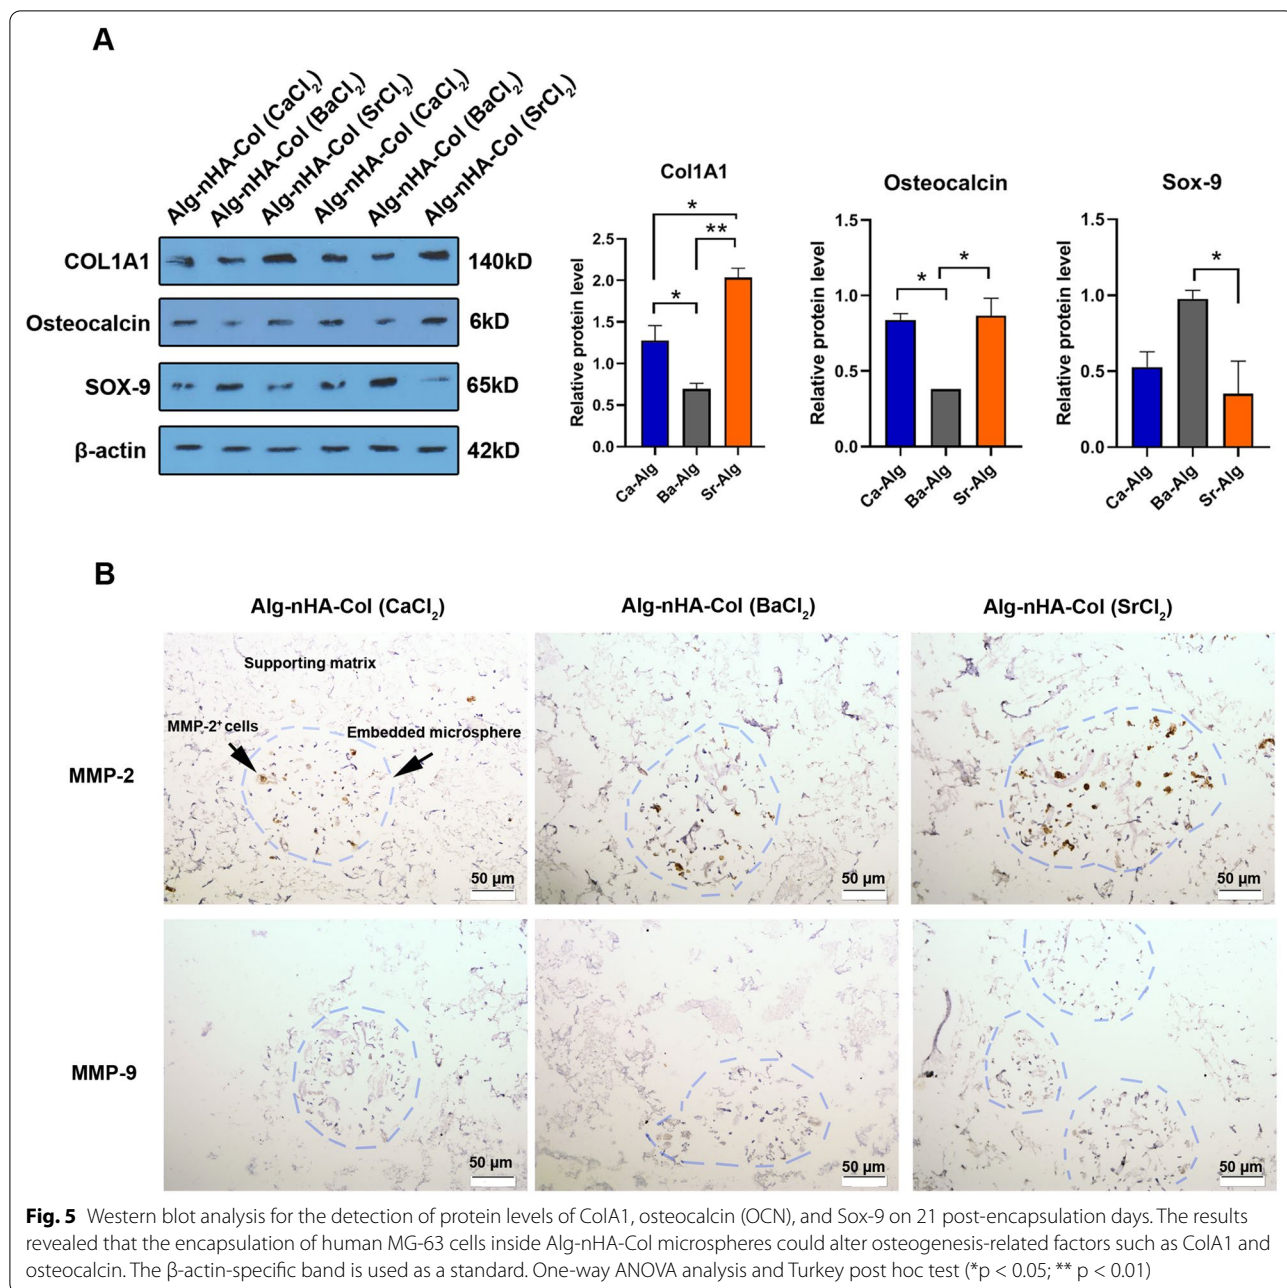 A
Alg-nHA-Col (CaCl2)
Alg-nHA-Col (BaCl2)
Alg-nHA-Col (SrCl2)
Alg-nHA-Col (CaCl2)
Alg-nHA-Col (BaCl2)
Alg-nHA-Col (SrCl2)
COL1A1
140kD
Osteocalcin
6kD
SOX-9
65kD
β-actin
42kD
Col1A1
*
**
*
Relative protein level
2.5
2.0
1.5
1.0
0.5
0.0
Ca-Alg
Ba-Alg
Sr-Alg
Osteocalcin
*
*
Relative protein level
1.5
1.0
0.5
0.0
Ca-Alg
Ba-Alg
Sr-Alg
Sox-9
*
Relative protein level
1.5
1.0
0.5
0.0
Ca-Alg
Ba-Alg
Sr-Alg
B
Alg-nHA-Col (CaCl2)
Alg-nHA-Col (BaCl2)
Alg-nHA-Col (SrCl2)
MMP-2
Supporting matrix
MMP-2+ cells
Embedded microsphere
50 µm
50 µm
50 µm
MMP-9
50 µm
50 µm
50 µm
Fig. 5 Western blot analysis for the detection of protein levels of ColA1, osteocalcin (OCN), and Sox-9 on 21 post-encapsulation days. The results
revealed that the encapsulation of human MG-63 cells inside Alg-nHA-Col microspheres could alter osteogenesis-related factors such as ColA1 and
osteocalcin. The β-actin-specific band is used as a standard. One-way ANOVA analysis and Turkey post hoc test (*p < 0.05; ** p < 0.01)